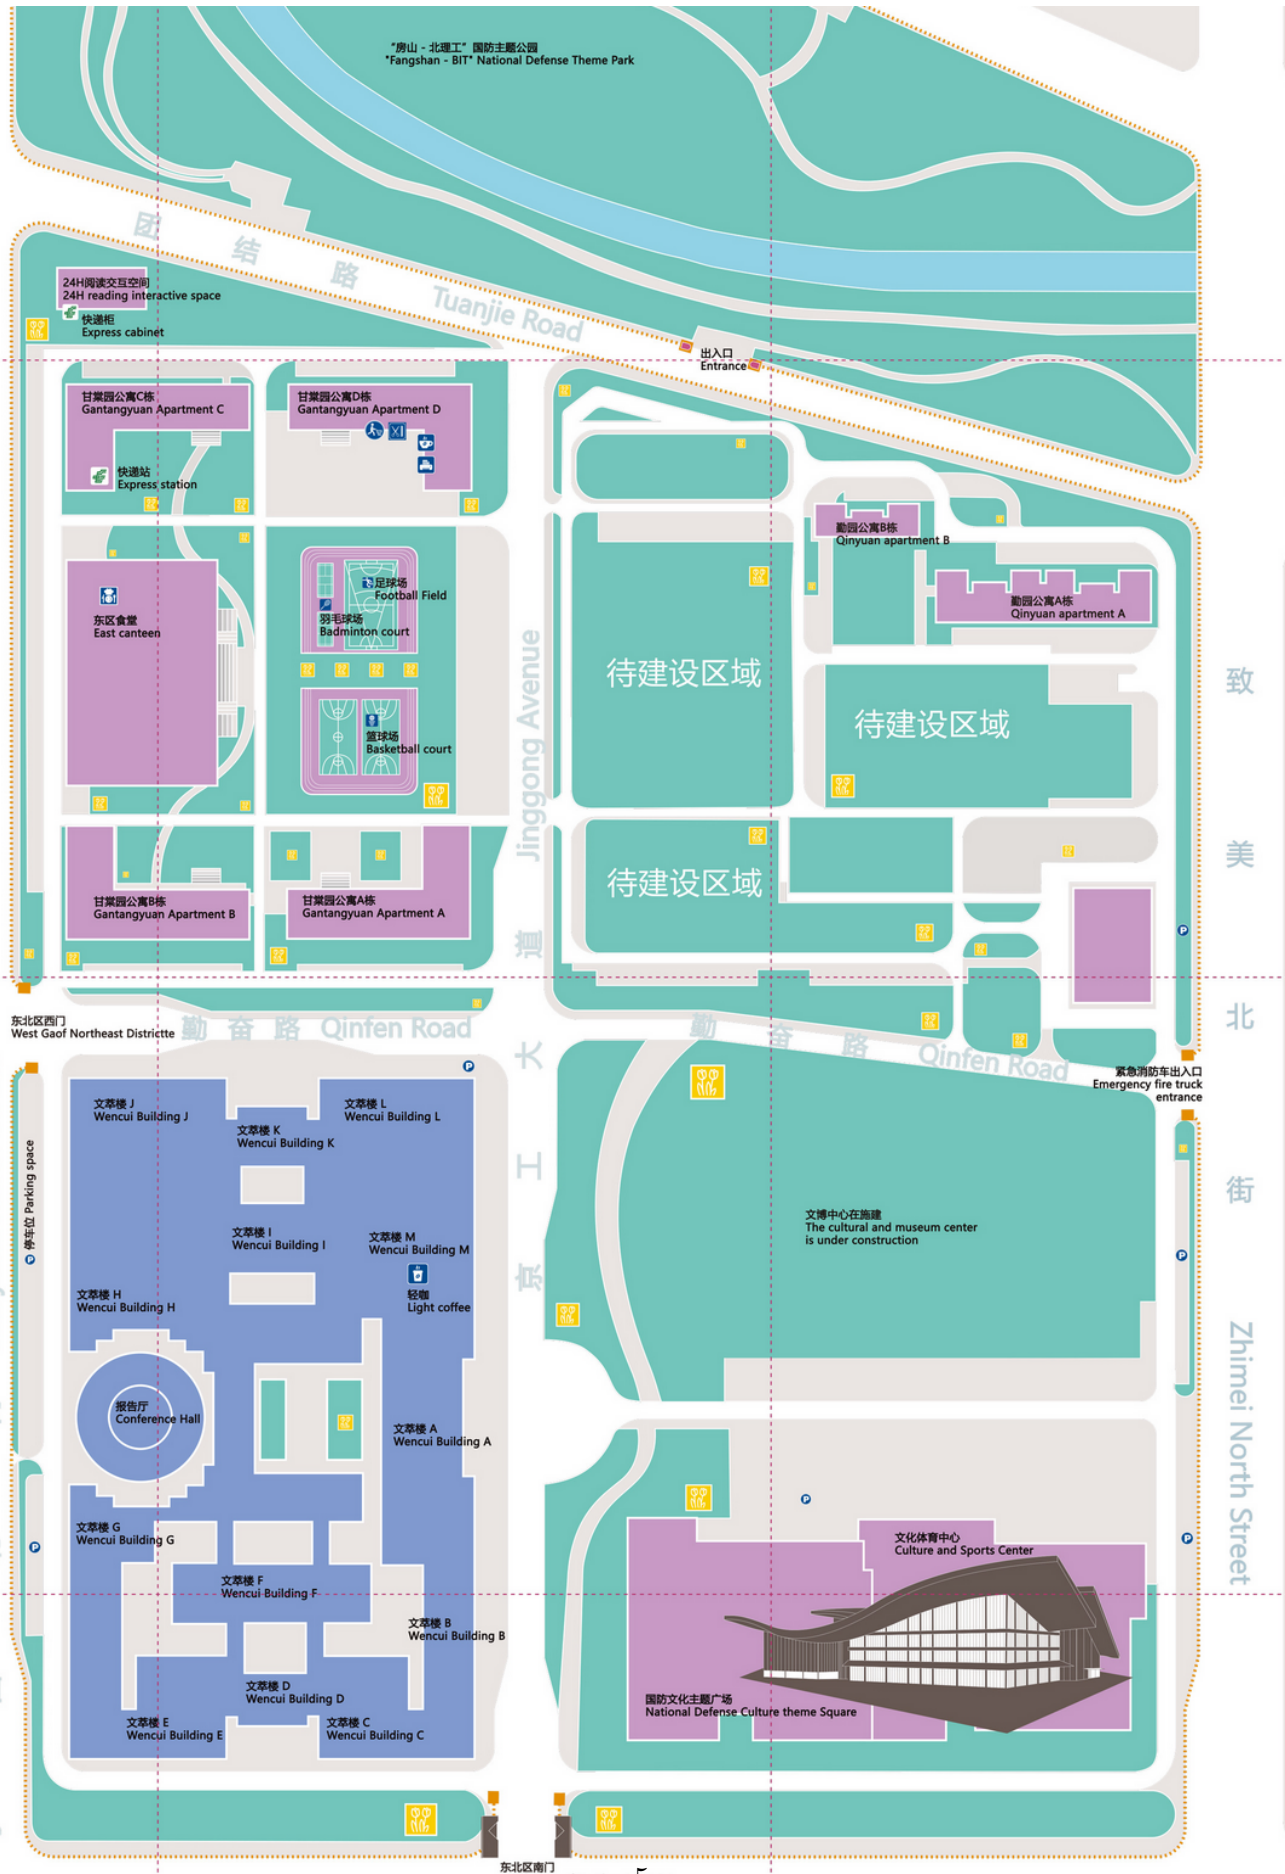 "房山 - 北理工" 国防主题公园
"Fangshan - BIT" National Defense Theme Park
团结路 Tuanjie Road
24H阅读交互空间
24H reading interactive space
快递柜
Express cabinet
出入口
Entrance
甘棠园公寓C栋
Gantangyuan Apartment C
甘棠园公寓D栋
Gantangyuan Apartment D
快递站
Express station
勤园公寓B栋
Qinyuan apartment B
勤园公寓A栋
Qinyuan apartment A
东区食堂
East canteen
足球场
Football Field
羽毛球场
Badminton court
篮球场
Basketball court
待建设区域
待建设区域
待建设区域
甘棠园公寓B栋
Gantangyuan Apartment B
甘棠园公寓A栋
Gantangyuan Apartment A
京工大道 Jinggong Avenue
P
东北区西门
West Gaof Northeast Districtte
勤奋路 Qinfen Road
勤奋路 Qinfen Road
紧急消防车出入口
Emergency fire truck
entrance
P
文萃楼 J
Wencui Building J
文萃楼 L
Wencui Building L
文萃楼 K
Wencui Building K
P 停车位 Parking space
文萃楼 I
Wencui Building I
文萃楼 M
Wencui Building M
文博中心在施建
The cultural and museum center
is under construction
P
文萃楼 H
Wencui Building H
轻咖
Light coffee
致美北街 Zhimei North Street
报告厅
Conference Hall
文萃楼 A
Wencui Building A
P
文萃楼 G
Wencui Building G
P
P
文化体育中心
Culture and Sports Center
文萃楼 F
Wencui Building F
文萃楼 B
Wencui Building B
文萃楼 D
Wencui Building D
国防文化主题广场
National Defense Culture theme Square
文萃楼 E
Wencui Building E
文萃楼 C
Wencui Building C
东北区南门
5